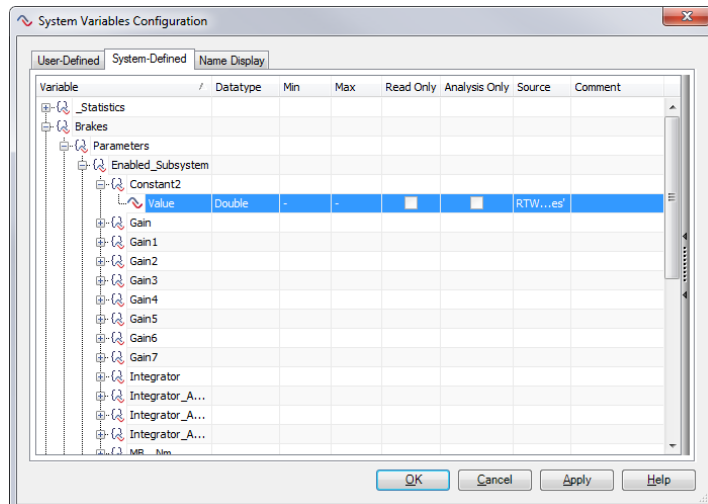 System Variables Configuration
User-Defined System-Defined Name Display
Variable / Datatype Min Max Read Only Analysis Only Source Comment
_Statistics
Brakes
Parameters
Enabled_Subsystem
Constant2
Value Double - - RTW...es'
Gain
Gain1
Gain2
Gain3
Gain4
Gain5
Gain6
Gain7
Integrator
Integrator_A...
Integrator_A...
Integrator_A...
OK Cancel Apply Help